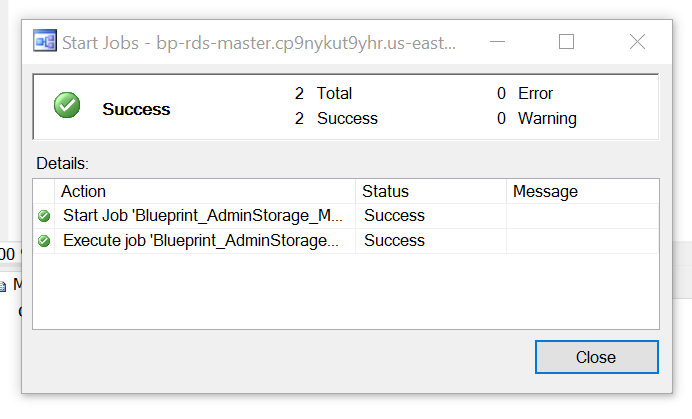 Start Jobs - bp-rds-master.cp9nykut9yhr.us-east...
Success
2 Total
0 Error
2 Success
0 Warning
Details:
Action Status Message
Start Job 'Blueprint_AdminStorage_M... Success
Execute job 'Blueprint_AdminStorage... Success
00
M
Close